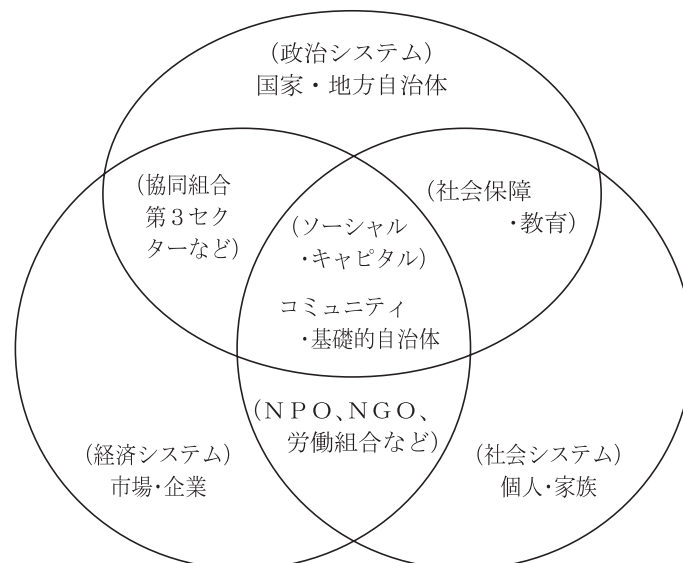 (政治システム)
国家・地方自治体
(協同組合
第３セク
ターなど)
(社会保障
・教育)
(ソーシャル
・キャピタル)
コミュニティ
・基礎的自治体
(ＮＰＯ、ＮＧＯ、
労働組合など)
(経済システム)
市場・企業
(社会システム)
個人・家族